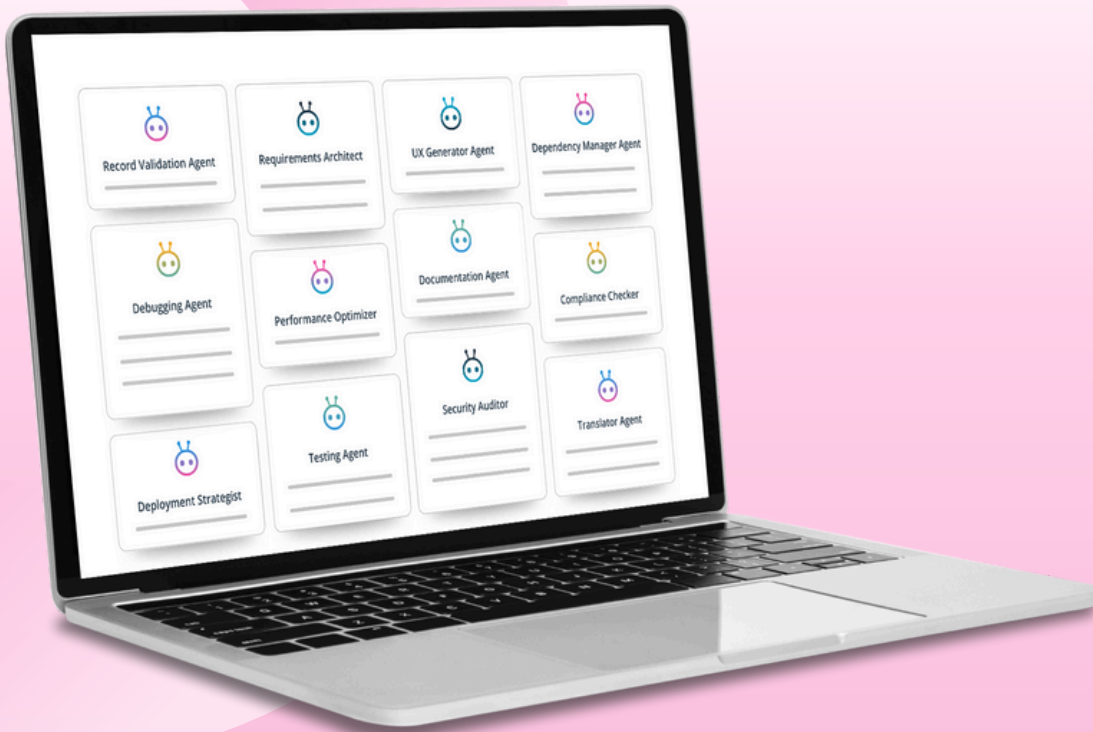 Record Validation Agent
Requirements Architect
UX Generator Agent
Dependency Manager Agent
Debugging Agent
Performance Optimizer
Documentation Agent
Compliance Checker
Deployment Strategist
Testing Agent
Security Auditor
Translator Agent